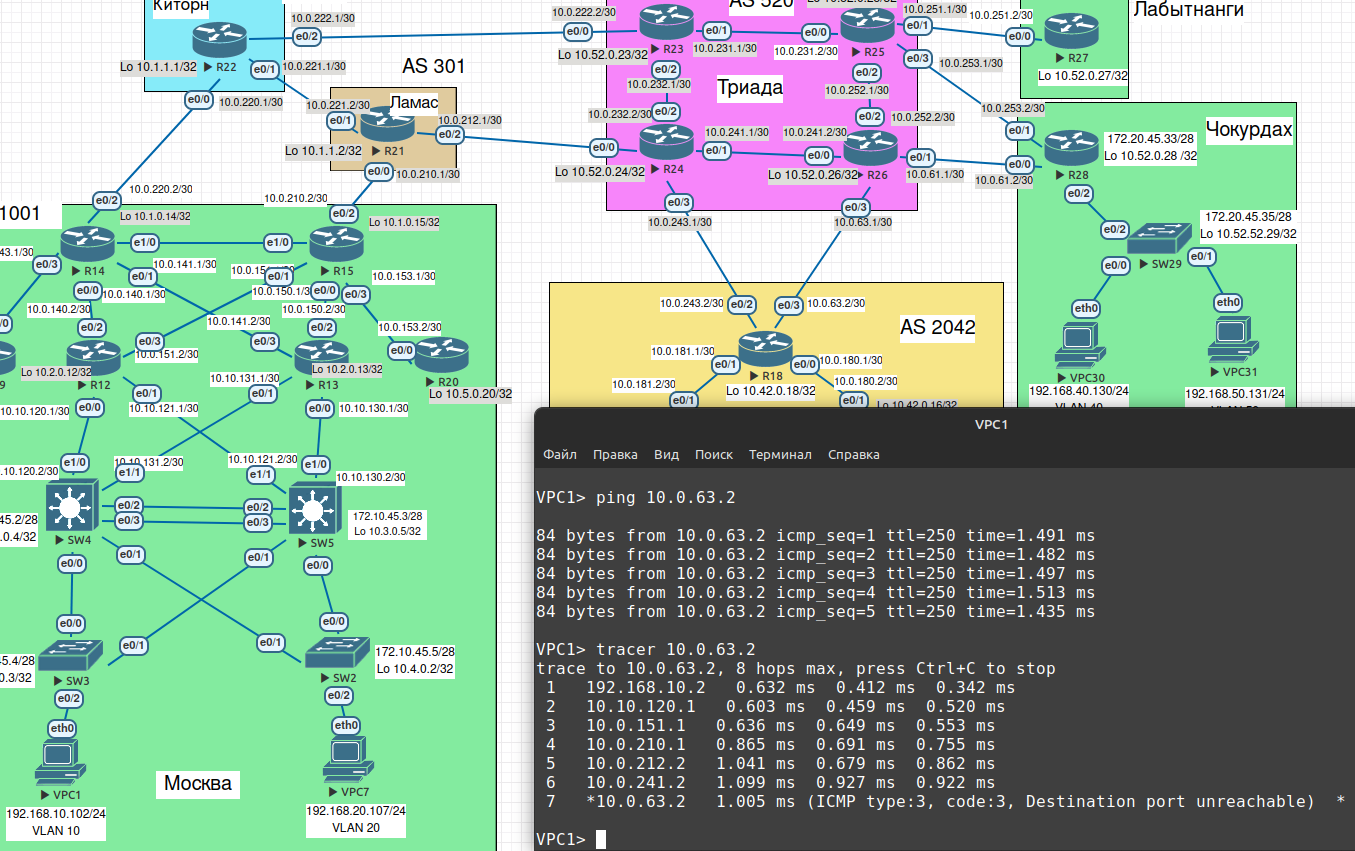 Киторн
10.0.222.1/30
e0/2
R22
Lo 10.1.1.1/32
e0/1
10.0.221.1/30
e0/0
10.0.220.1/30
AS 301
Ламас
10.0.221.2/30
e0/1
10.0.212.1/30
e0/2
R21
Lo 10.1.1.2/32
e0/0
10.0.210.1/30
AS 520
10.0.222.2/30
e0/0
R23
Lo 10.52.0.23/32
e0/1
10.0.231.1/30
e0/0
10.0.231.2/30
R25
10.0.251.1/30
e0/1
e0/2
10.0.232.1/30
Триада
e0/2
10.0.252.1/30
e0/3
10.0.253.1/30
10.0.232.2/30
e0/2
e0/2
10.0.252.2/30
e0/0
R24
Lo 10.52.0.24/32
10.0.241.1/30
e0/1
10.0.241.2/30
e0/0
R26
Lo 10.52.0.26/32
e0/1
10.0.61.1/30
e0/3
10.0.243.1/30
e0/3
10.0.63.1/30
Лабытнанги
10.0.251.2/30
e0/0
R27
Lo 10.52.0.27/32
10.0.253.2/30
e0/1
Чокурдах
172.20.45.33/28
Lo 10.52.0.28 /32
e0/0
10.0.61.2/30
R28
e0/2
e0/2
172.20.45.35/28
Lo 10.52.52.29/32
SW29
e0/0
e0/1
eth0
eth0
VPC30
192.168.40.130/24
VPC31
192.168.50.131/24
1001
10.0.220.2/30
e0/2
Lo 10.1.0.14/32
10.0.210.2/30
e0/2
Lo 10.1.0.15/32
43.1/30
e0/3
R14
e1/0
e1/0
R15
10.0.141.1/30
e0/1
e0/1
10.0.153.1/30
e0/0
10.0.140.1/30
10.0.150.1/3
e0/0
e0/3
10.0.140.2/30
10.0.150.2/30
e0/2
10.0.141.2/30
e0/2
10.0.153.2/30
e0/3
e0/3
e0/0
10.0.151.2/30
Lo 10.2.0.12/32
R12
Lo 10.2.0.13/32
R13
R20
Lo 10.5.0.20/32
10.10.131.1/30
e0/1
e0/1
10.10.120.1/30
e0/0
10.10.121.1/30
e0/0
10.10.130.1/30
10.120.2/30
e1/0
10.10.131.2/30
e1/1
10.10.121.2/30
e1/1
e1/0
10.10.130.2/30
e0/2
e0/2
e0/3
e0/3
45.2/28
.0.4/32
SW4
172.10.45.3/28
Lo 10.3.0.5/32
SW5
e0/0
e0/1
e0/1
e0/0
e0/0
e0/1
e0/1
e0/0
5.4/28
0.3/32
SW3
172.10.45.5/28
Lo 10.4.0.2/32
SW2
e0/2
e0/2
eth0
eth0
VPC1
192.168.10.102/24
VLAN 10
Москва
VPC7
192.168.20.107/24
VLAN 20
10.0.243.2/30
e0/2
e0/3
10.0.63.2/30
AS 2042
10.0.181.1/30
e0/1
e0/0
10.0.180.1/30
R18
Lo 10.42.0.18/32
10.0.181.2/30
e0/1
10.0.180.2/30
e0/1
Lo 10.42.0.16/32
VPC1
Файл Правка Вид Поиск Терминал Справка
VPC1> ping 10.0.63.2
84 bytes from 10.0.63.2 icmp_seq=1 ttl=250 time=1.491 ms
84 bytes from 10.0.63.2 icmp_seq=2 ttl=250 time=1.482 ms
84 bytes from 10.0.63.2 icmp_seq=3 ttl=250 time=1.497 ms
84 bytes from 10.0.63.2 icmp_seq=4 ttl=250 time=1.513 ms
84 bytes from 10.0.63.2 icmp_seq=5 ttl=250 time=1.435 ms
VPC1> tracer 10.0.63.2
trace to 10.0.63.2, 8 hops max, press Ctrl+C to stop
1 192.168.10.2 0.632 ms 0.412 ms 0.342 ms
2 10.10.120.1 0.603 ms 0.459 ms 0.520 ms
3 10.0.151.1 0.636 ms 0.649 ms 0.553 ms
4 10.0.210.1 0.865 ms 0.691 ms 0.755 ms
5 10.0.212.2 1.041 ms 0.679 ms 0.862 ms
6 10.0.241.2 1.099 ms 0.927 ms 0.922 ms
7 *10.0.63.2 1.005 ms (ICMP type:3, code:3, Destination port unreachable) *
VPC1>